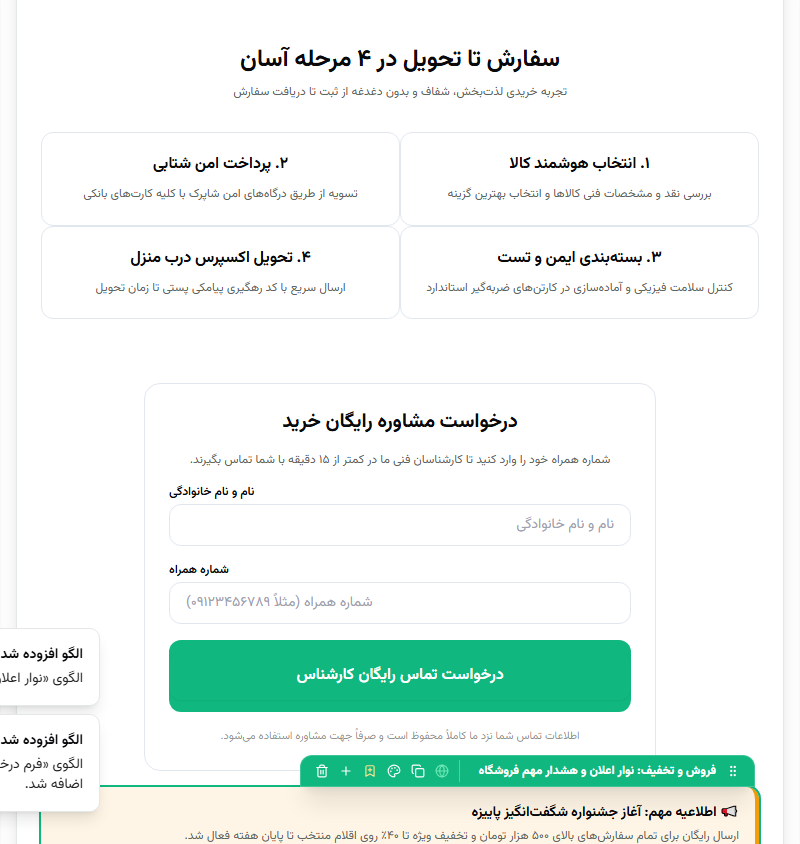 سفارش تا تحویل در ۴ مرحله آسان
تجربه خریدی لذت‌بخش، شفاف و بدون دغدغه از ثبت تا دریافت سفارش
۱. انتخاب هوشمند کالا
بررسی نقد و مشخصات فنی کالاها و انتخاب بهترین گزینه
۲. پرداخت امن شتابی
تسویه از طریق درگاه‌های امن شاپرک با کلیه کارت‌های بانکی
۳. بسته‌بندی ایمن و تست
کنترل سلامت فیزیکی و آماده‌سازی در کارتن‌های ضربه‌گیر استاندارد
۴. تحویل اکسپرس درب منزل
ارسال سریع با کد رهگیری پیامکی پستی تا زمان تحویل
درخواست مشاوره رایگان خرید
شماره همراه خود را وارد کنید تا کارشناسان فنی ما در کمتر از ۱۵ دقیقه با شما تماس بگیرند.
نام و نام خانوادگی
نام و نام خانوادگی
شماره همراه
شماره همراه (مثلاً ۰۹۱۲۳۴۵۶۷۸۹)
درخواست تماس رایگان کارشناس
اطلاعات تماس شما نزد ما کاملاً محفوظ است و صرفاً جهت مشاوره استفاده می‌شود.
الگو افزوده شد
الگوی «نوار اعلا
الگو افزوده شد
الگوی «فرم درخ
اضافه شد.
فروش و تخفیف: نوار اعلان و هشدار مهم فروشگاه
📢 اطلاعیه مهم: آغاز جشنواره شگفت‌انگیز پاییزه
ارسال رایگان برای تمام سفارش‌های بالای ۵۰۰ هزار تومان و تخفیف ویژه تا ۴۰٪ روی اقلام منتخب تا پایان هفته فعال شد.